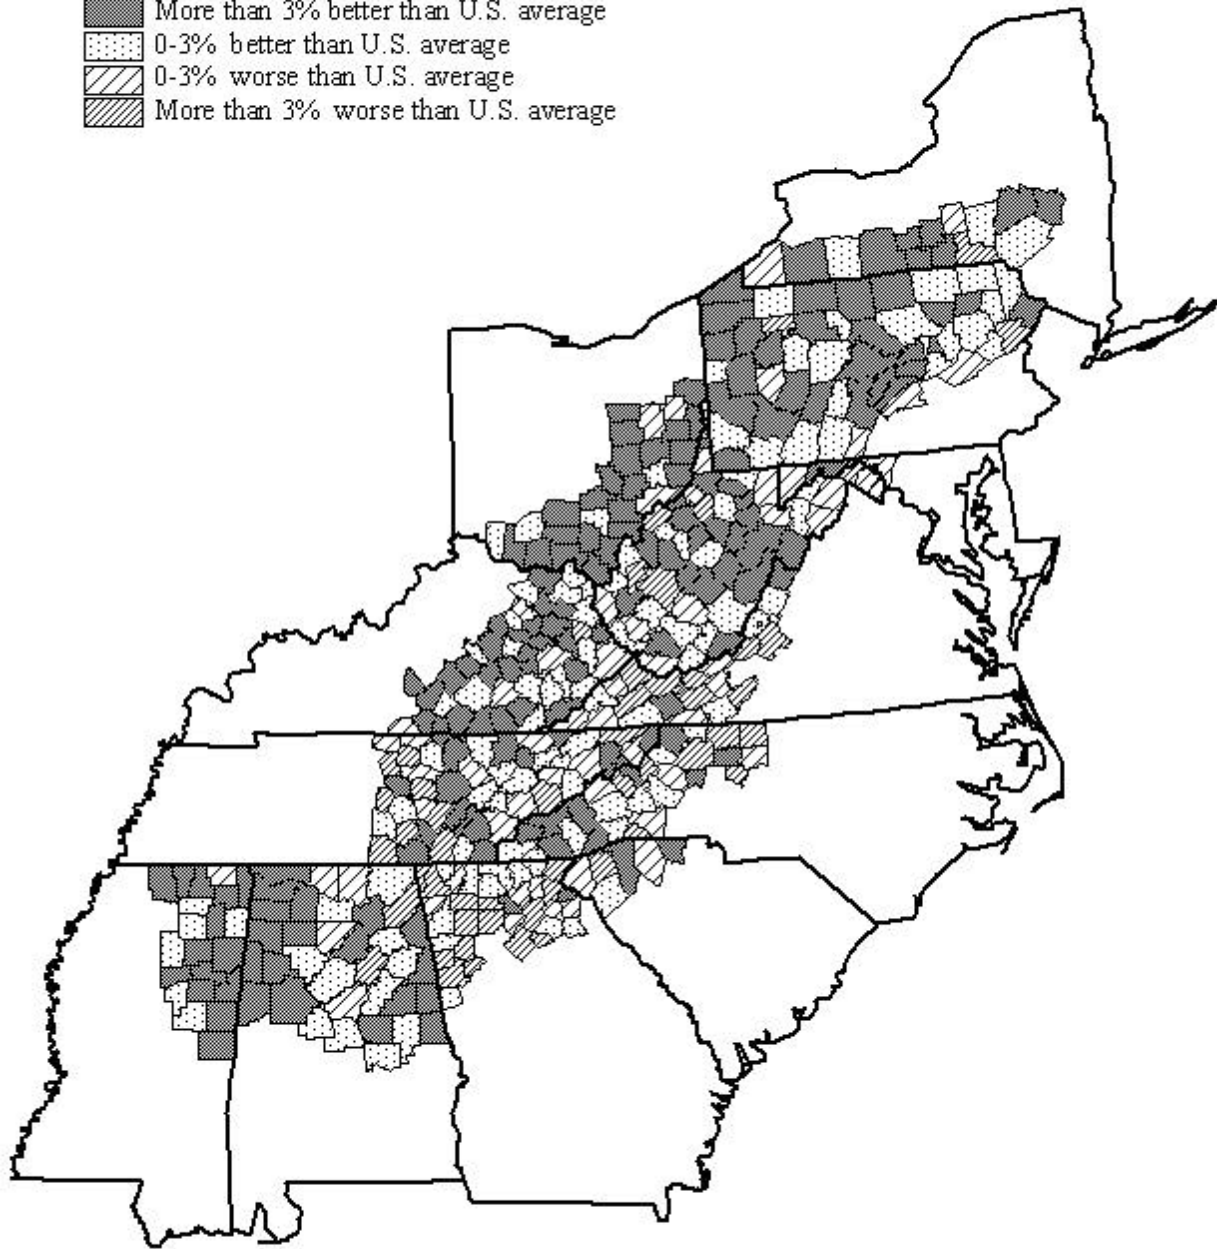 More than 3% better than U.S. average
0-3% better than U.S. average
0-3% worse than U.S. average
More than 3% worse than U.S. average